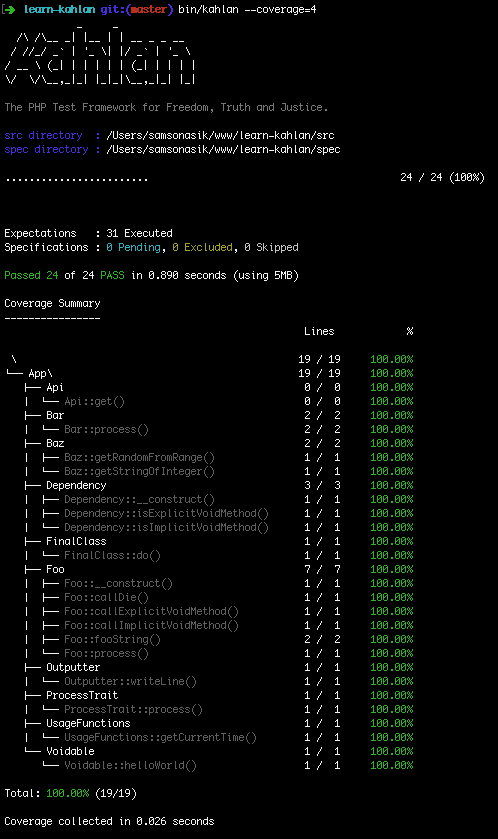 learn-kahlan git:(master) bin/kahlan --coverage=4
kahlan
The PHP Test Framework for Freedom, Truth and Justice.
src directory  : /Users/samsonasik/www/learn-kahlan/src
spec directory : /Users/samsonasik/www/learn-kahlan/spec
........................ 24 / 24 (100%)
Expectations   : 31 Executed
Specifications : 0 Pending, 0 Excluded, 0 Skipped
Passed 24 of 24 PASS in 0.890 seconds (using 5MB)
Coverage Summary
----------------
Lines %
\ 19 / 19 100.00%
└── App\ 19 / 19 100.00%
├── Api 0 / 0 100.00%
│  └── Api::get() 0 / 0 100.00%
├── Bar 2 / 2 100.00%
│  └── Bar::process() 2 / 2 100.00%
├── Baz 2 / 2 100.00%
│  ├── Baz::getRandomFromRange() 1 / 1 100.00%
│  └── Baz::getStringOfInteger() 1 / 1 100.00%
├── Dependency 3 / 3 100.00%
│  ├── Dependency::__construct() 1 / 1 100.00%
│  ├── Dependency::isExplicitVoidMethod() 1 / 1 100.00%
│  └── Dependency::isImplicitVoidMethod() 1 / 1 100.00%
├── FinalClass 1 / 1 100.00%
│  └── FinalClass::do() 1 / 1 100.00%
├── Foo 7 / 7 100.00%
│  ├── Foo::__construct() 1 / 1 100.00%
│  ├── Foo::callDie() 1 / 1 100.00%
│  ├── Foo::callExplicitVoidMethod() 1 / 1 100.00%
│  ├── Foo::callImplicitVoidMethod() 1 / 1 100.00%
│  ├── Foo::fooString() 2 / 2 100.00%
│  └── Foo::process() 1 / 1 100.00%
├── Outputter 1 / 1 100.00%
│  └── Outputter::writeLine() 1 / 1 100.00%
├── ProcessTrait 1 / 1 100.00%
│  └── ProcessTrait::process() 1 / 1 100.00%
├── UsageFunctions 1 / 1 100.00%
│  └── UsageFunctions::getCurrentTime() 1 / 1 100.00%
└── Voidable 1 / 1 100.00%
└── Voidable::helloWorld() 1 / 1 100.00%
Total: 100.00% (19/19)
Coverage collected in 0.026 seconds